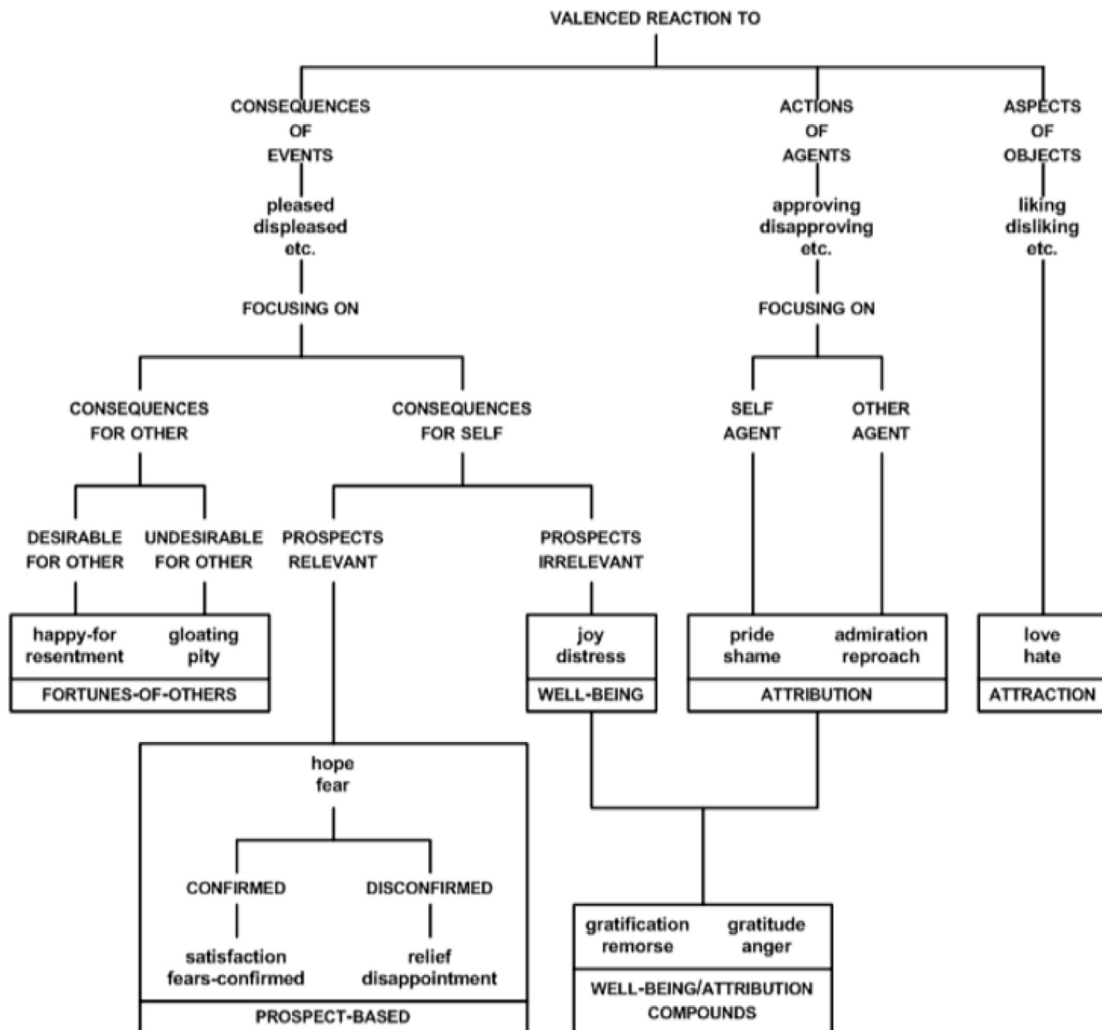 VALENCED REACTION TO
CONSEQUENCES
OF
EVENTS
ACTIONS
OF
AGENTS
ASPECTS
OF
OBJECTS
pleased
displeased
etc.
approving
disapproving
etc.
liking
disliking
etc.
FOCUSING ON
FOCUSING ON
CONSEQUENCES
FOR OTHER
CONSEQUENCES
FOR SELF
SELF
AGENT
OTHER
AGENT
DESIRABLE
FOR OTHER
UNDESIRABLE
FOR OTHER
PROSPECTS
RELEVANT
PROSPECTS
IRRELEVANT
happy-for
resentment
gloating
pity
FORTUNES-OF-OTHERS
joy
distress
WELL-BEING
pride
shame
admiration
reproach
ATTRIBUTION
love
hate
ATTRACTION
hope
fear
CONFIRMED
DISCONFIRMED
satisfaction
fears-confirmed
relief
disappointment
PROSPECT-BASED
gratification
remorse
gratitude
anger
WELL-BEING/ATTRIBUTION
COMPOUNDS